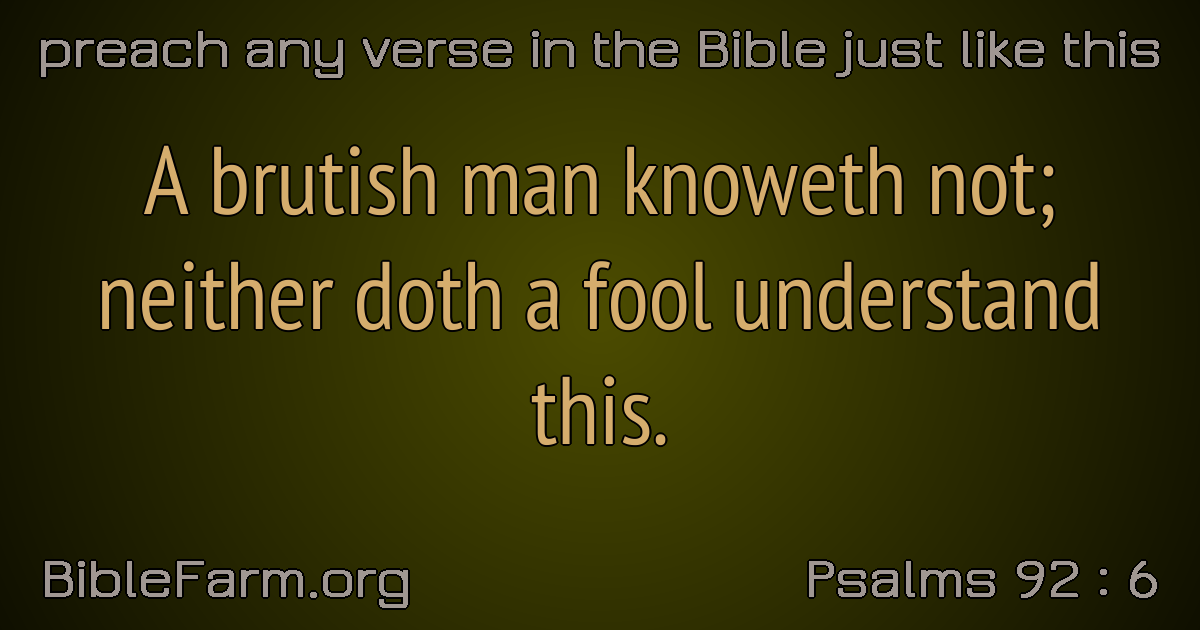 preach any verse in the Bible just like this
A brutish man knoweth not;
neither doth a fool understand
this.
BibleFarm.org
Psalms 92 : 6